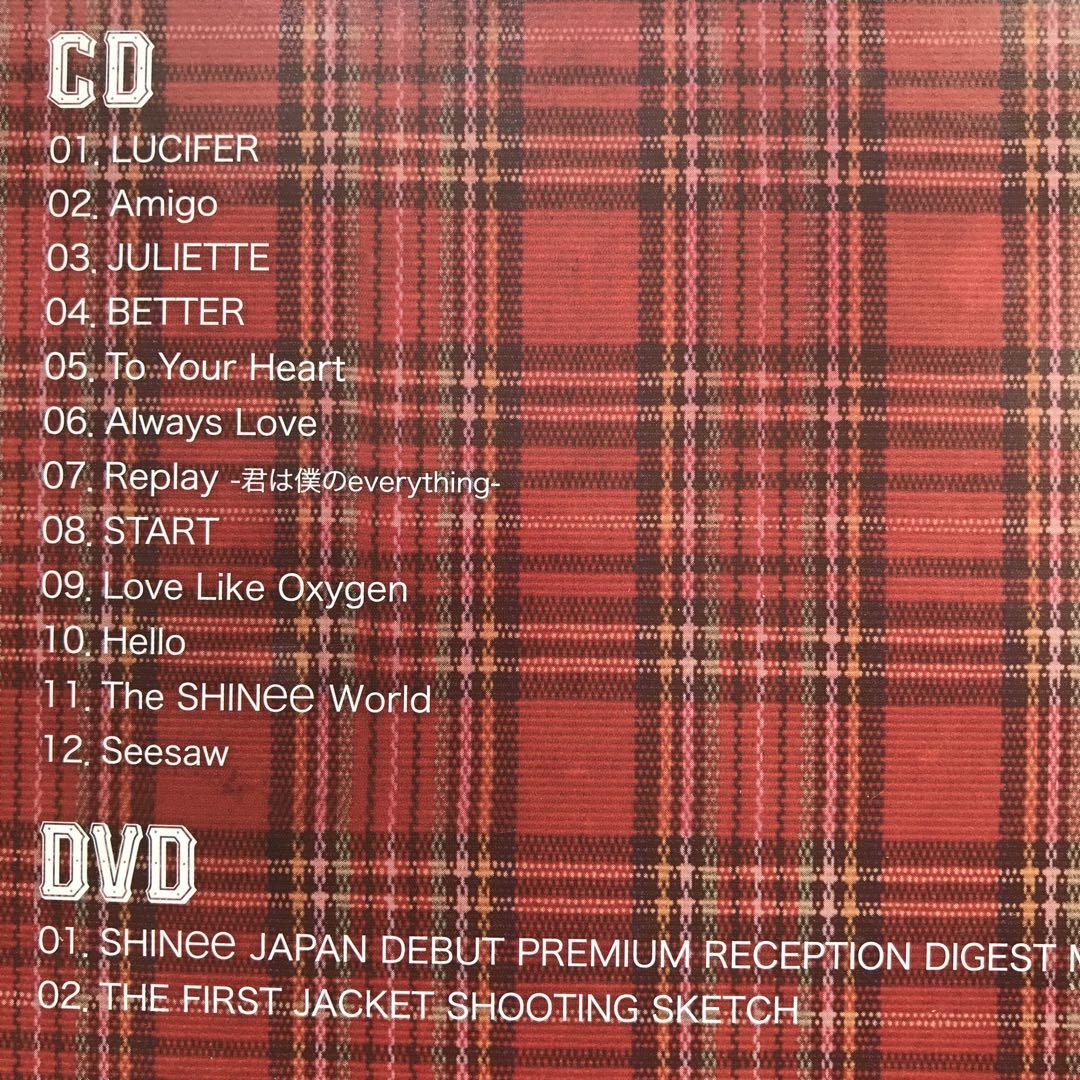 CD
01. LUCIFER
02. Amigo
03. JULIETTE
04. BETTER
05. To Your Heart
06. Always Love
07. Replay -君は僕のeverything-
08. START
09. Love Like Oxygen
10. Hello
11. The SHINee World
12. Seesaw
DVD
01. SHINee JAPAN DEBUT PREMIUM RECEPTION DIGEST
02. THE FIRST JACKET SHOOTING SKETCH